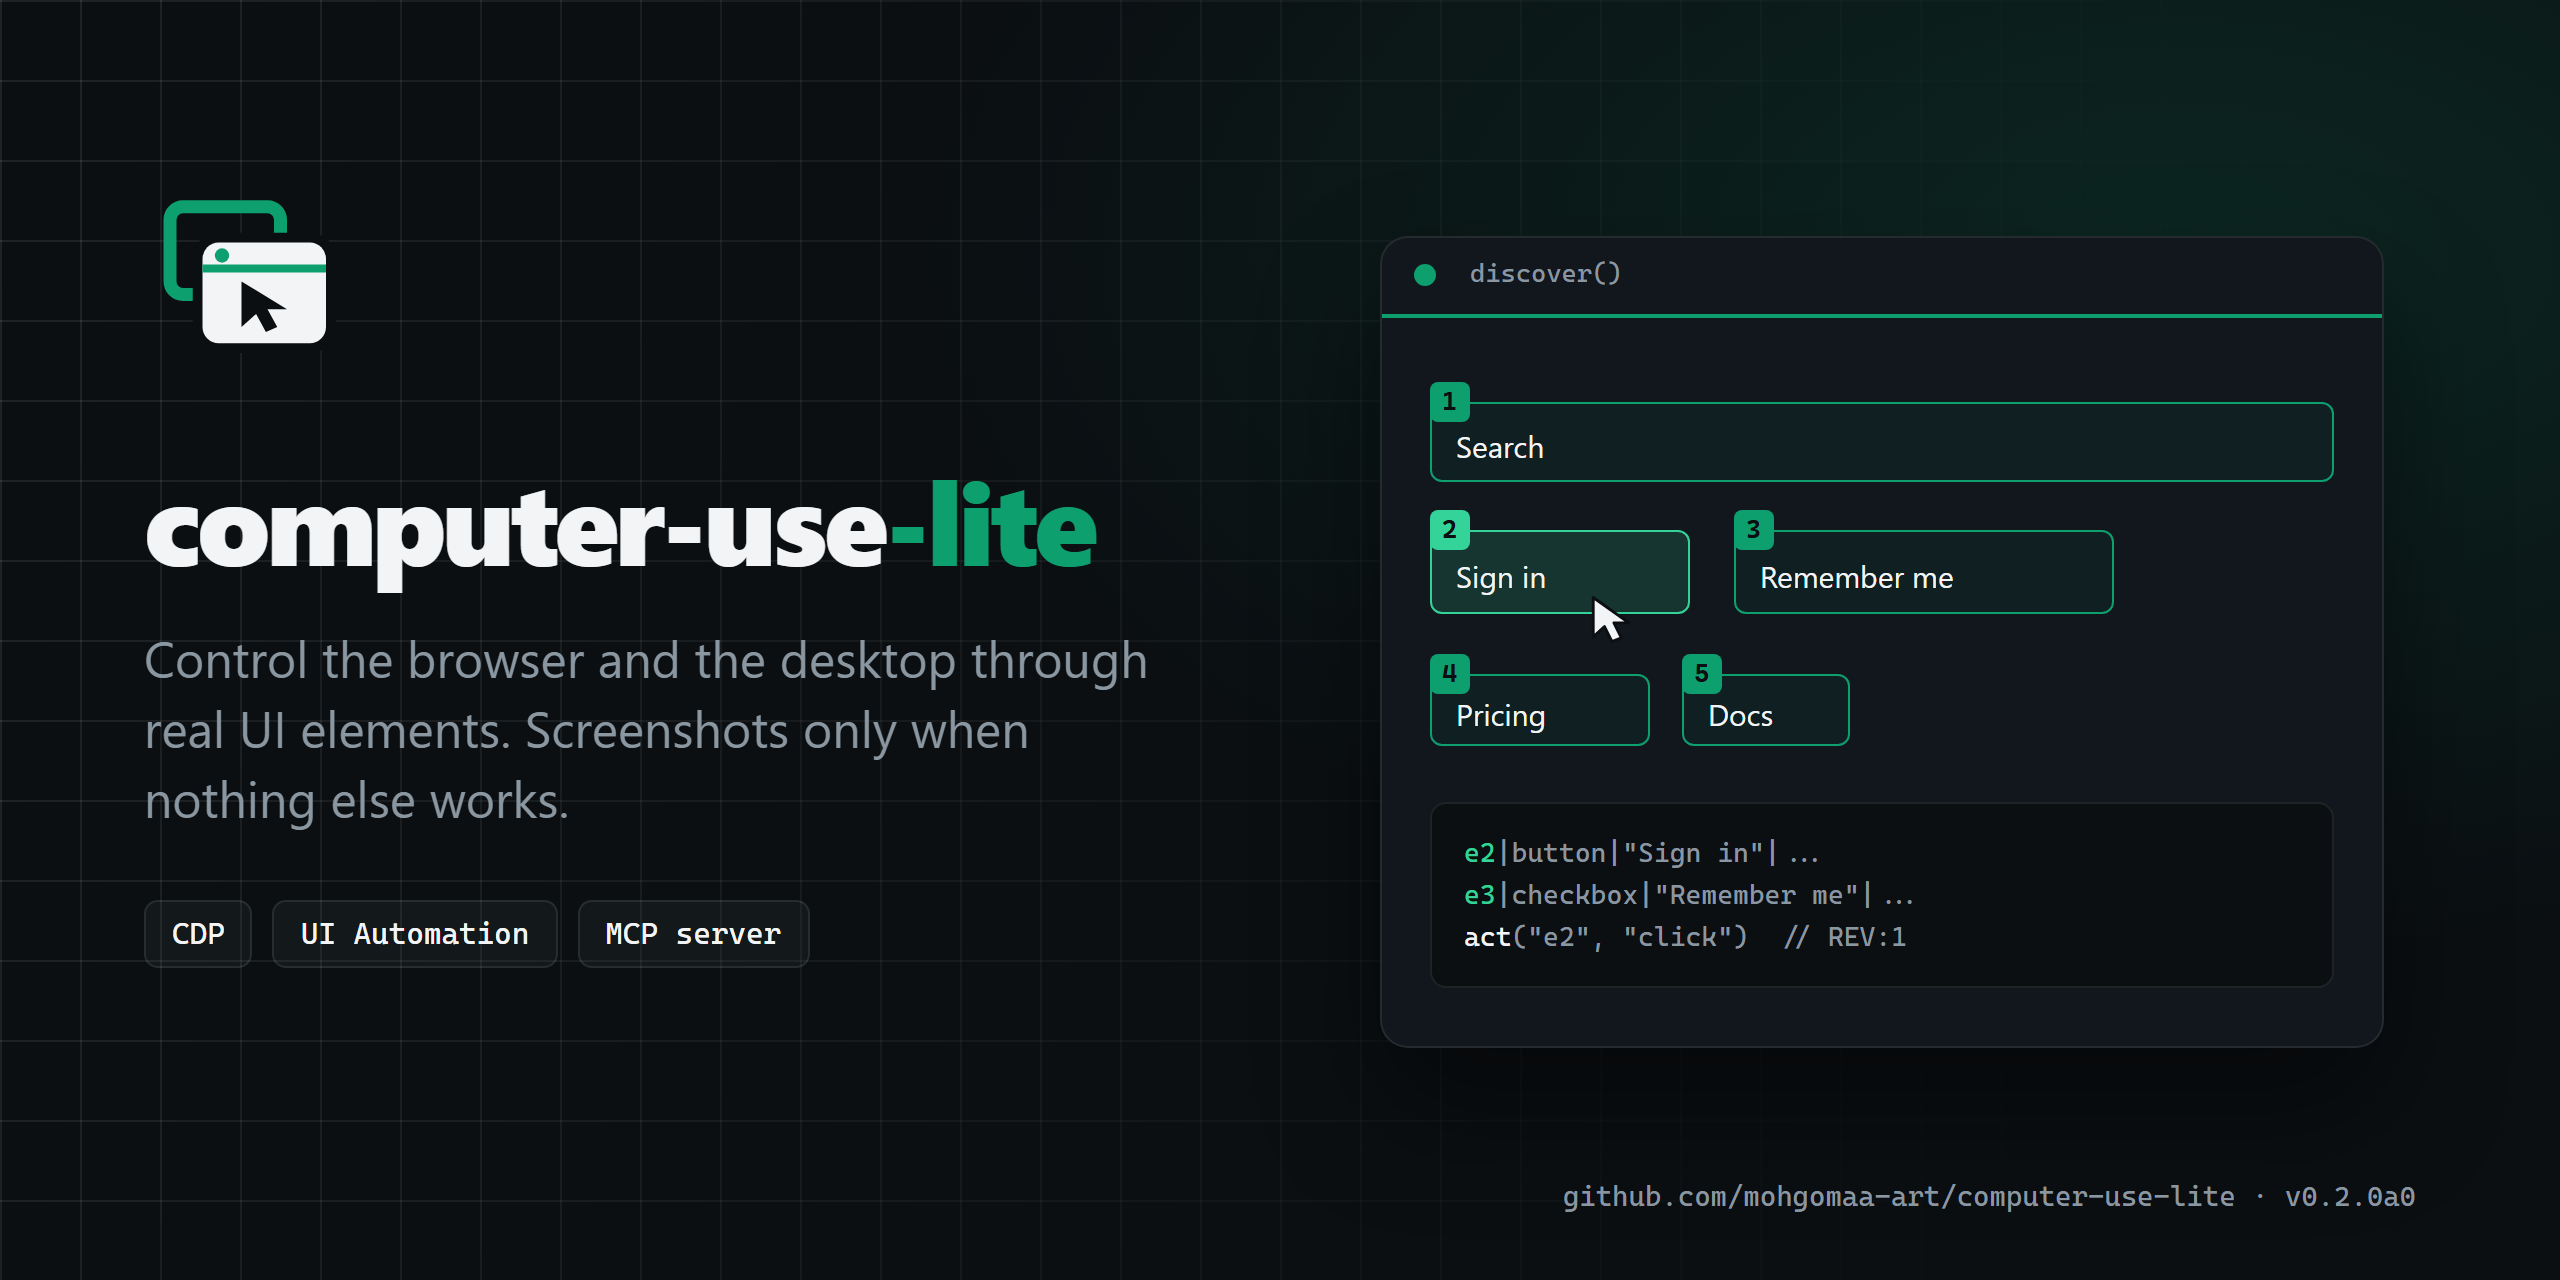 computer-use-lite
Control the browser and the desktop through
real UI elements. Screenshots only when
nothing else works.
CDP
UI Automation
MCP server
discover()
1
Search
2
Sign in
3
Remember me
4
Pricing
5
Docs
e2|button|"Sign in"|...
e3|checkbox|"Remember me"|...
act("e2", "click")  // REV:1
github.com/mohgomaa-art/computer-use-lite · v0.2.0a0